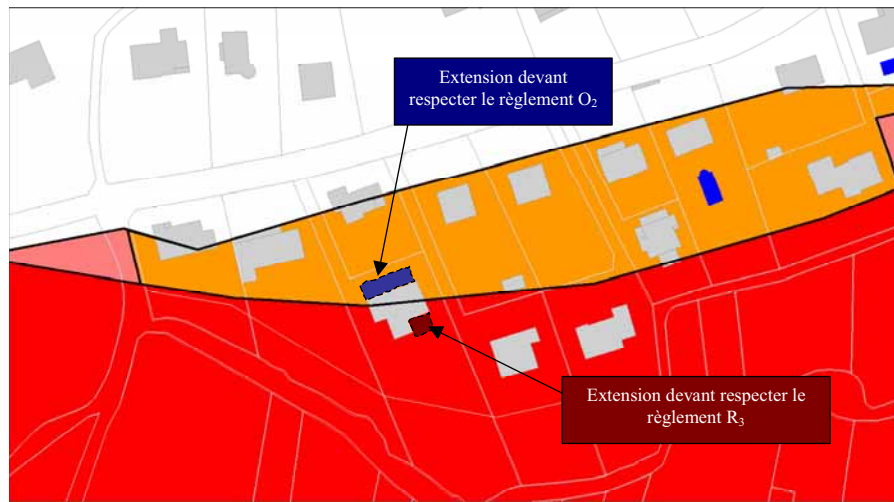 Extension devant
respecter le règlement O₂
Extension devant respecter le
règlement R₃